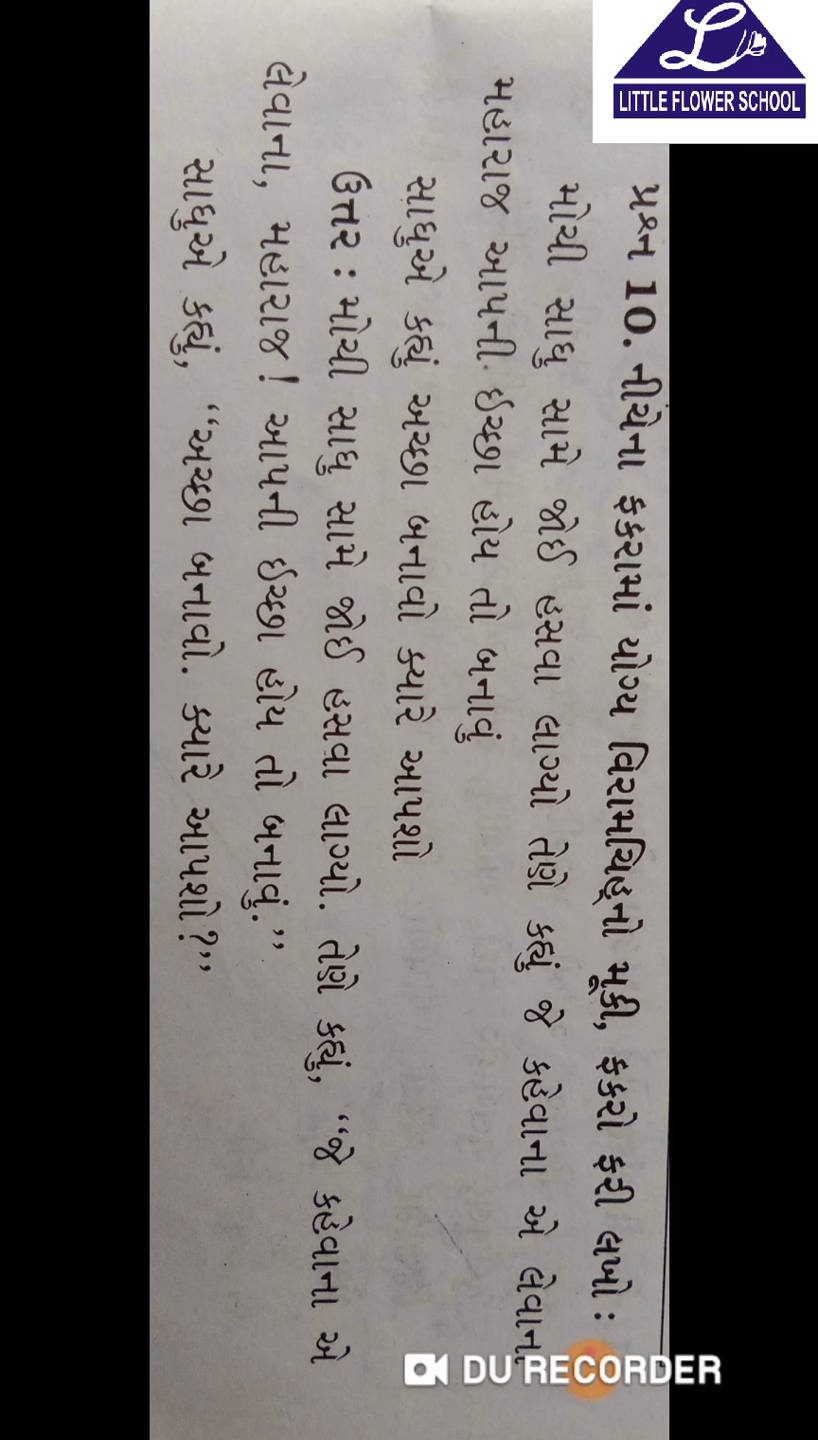 LITTLE FLOWER SCHOOL
પ્રશ્ન 10. નીચેના ફકરામાં યોગ્ય વિરામચિહ્નો મૂકી, ફકરો ફરી લખો :
મોચી સાધુ સામે જોઈ હસવા લાગ્યો તેણે કહ્યું જે કહેવાના એ લેવાના
મહારાજ આપની ઇચ્છા હોય તો બનાવું
સાધુએ કહ્યું અચ્છા બનાવો ક્યારે આપશો
ઉત્તર : મોચી સાધુ સામે જોઈ હસવા લાગ્યો. તેણે કહ્યું, “જે કહેવાના એ
લેવાના, મહારાજ! આપની ઇચ્છા હોય તો બનાવું.”
સાધુએ કહ્યું, “અચ્છા બનાવો. ક્યારે આપશો?”
DU RECORDER